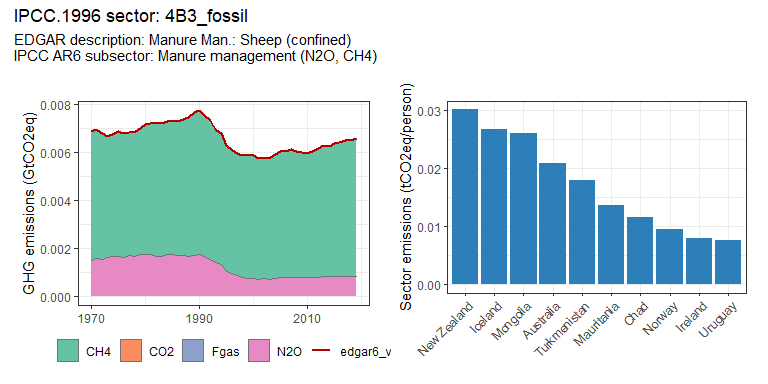 IPCC.1996 sector: 4B3_fossil
EDGAR description: Manure Man.: Sheep (confined)
IPCC AR6 subsector: Manure management (N2O, CH4)
GHG emissions (GtCO2eq)
0.008
0.006
0.004
0.002
0.000
1970
1990
2010
CH4
CO2
Fgas
N2O
edgar6_v
Sector emissions (tCO2eq/person)
0.03
0.02
0.01
0.00
New Zealand
Iceland
Mongolia
Australia
Turkmenistan
Mauritania
Chad
Norway
Ireland
Uruguay